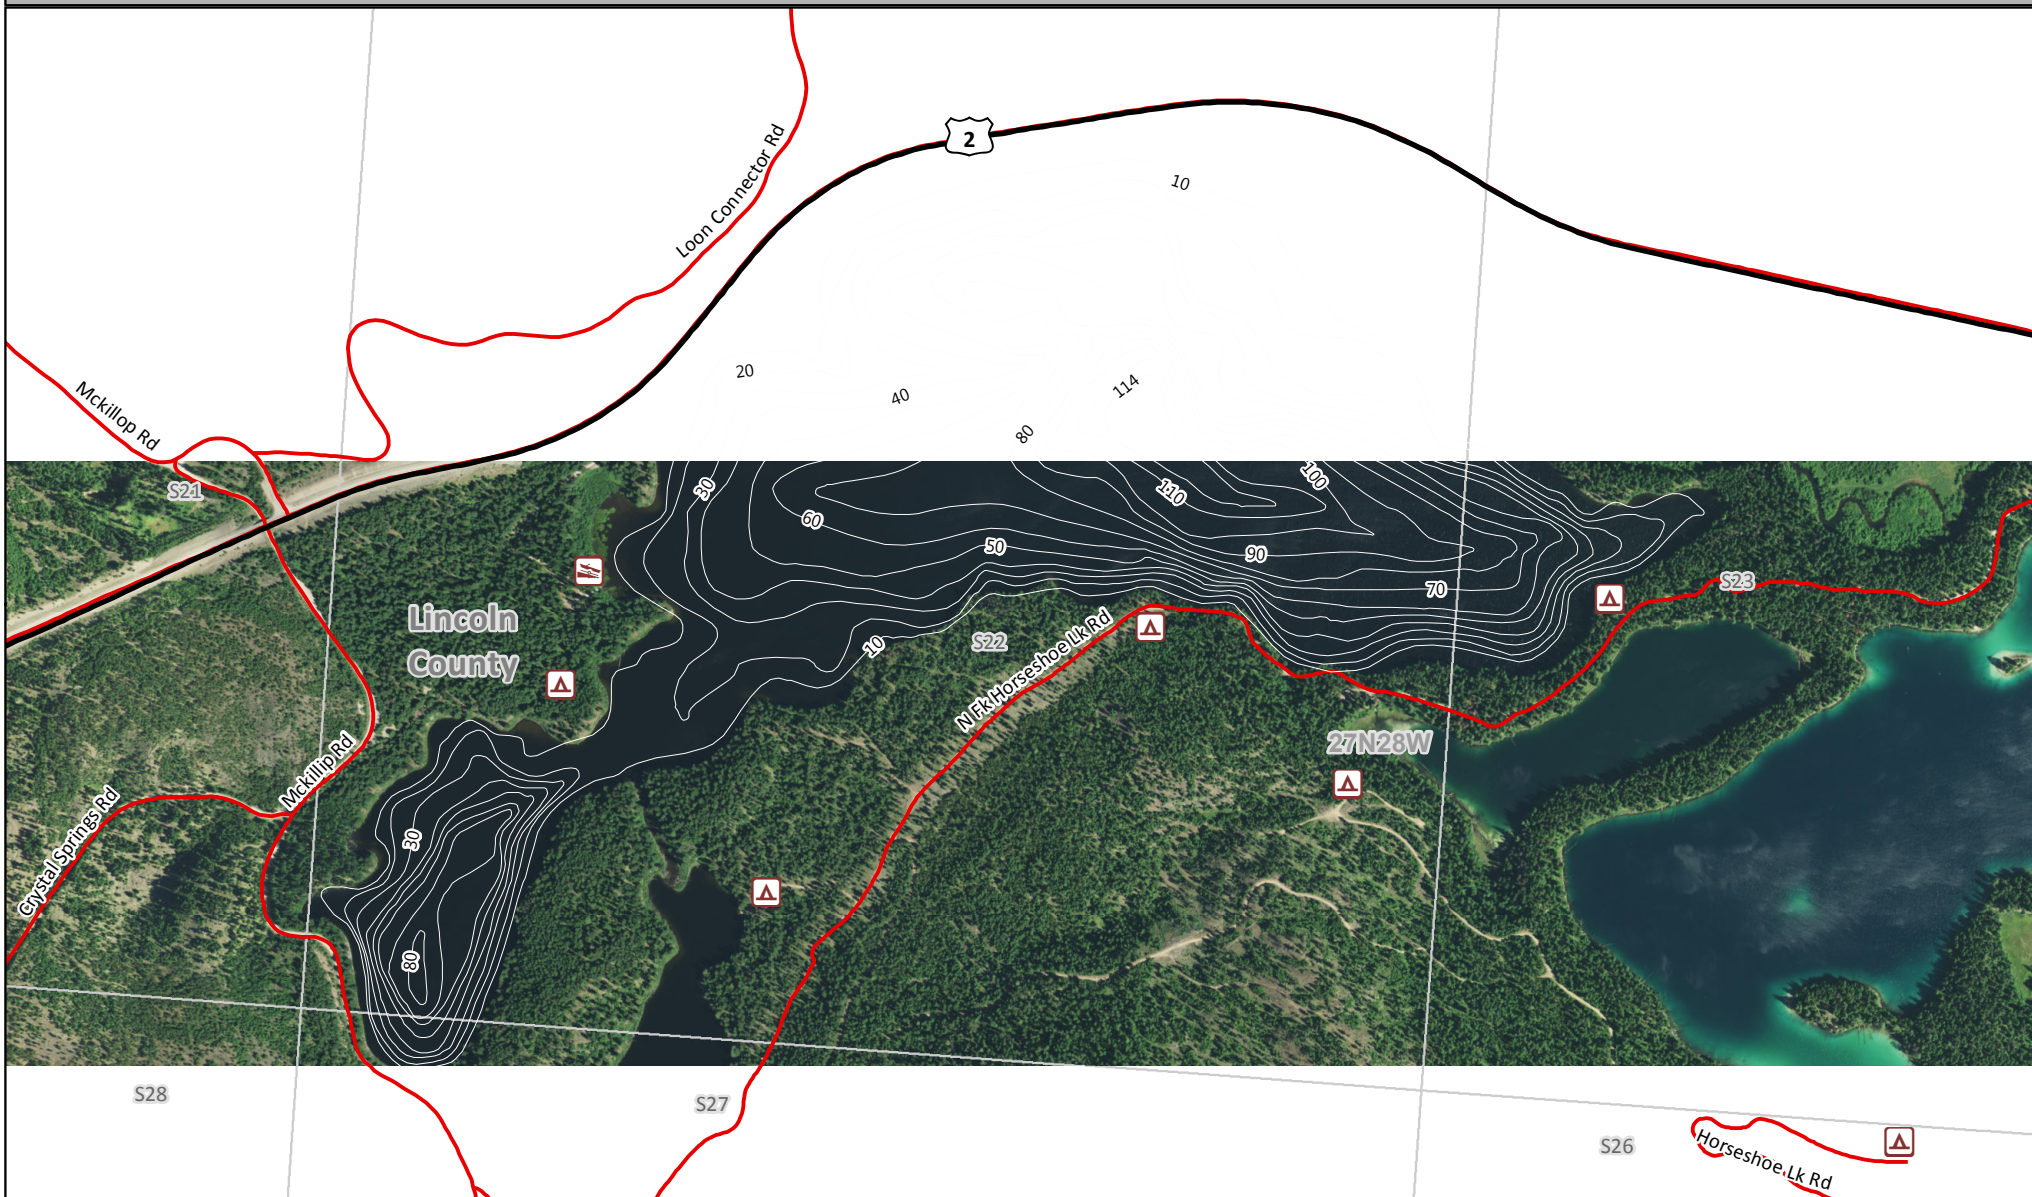 2
Loon Connector Rd
10
20
40
114
80
Mckillop Rd
S21
30
60
50
110
100
90
70
Lincoln
County
10
S22
N Fk Horseshoe Lk Rd
S23
27N28W
Mckillip Rd
Crystal Springs Rd
30
80
S28
S27
S26
Horseshoe Lk Rd